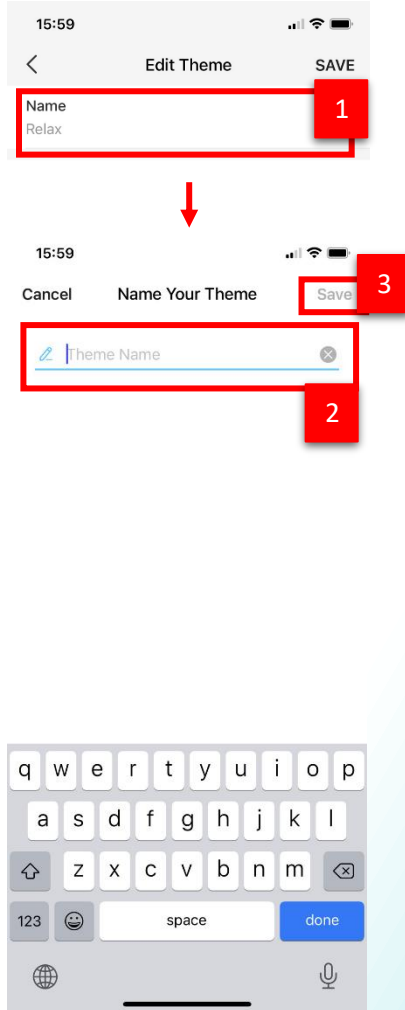 15:59
Edit Theme SAVE
Name
Relax
1
15:59
Cancel Name Your Theme Save
3
Theme Name
2
q w e r t y u i o p
a s d f g h j k l
z x c v b n m
123 space done